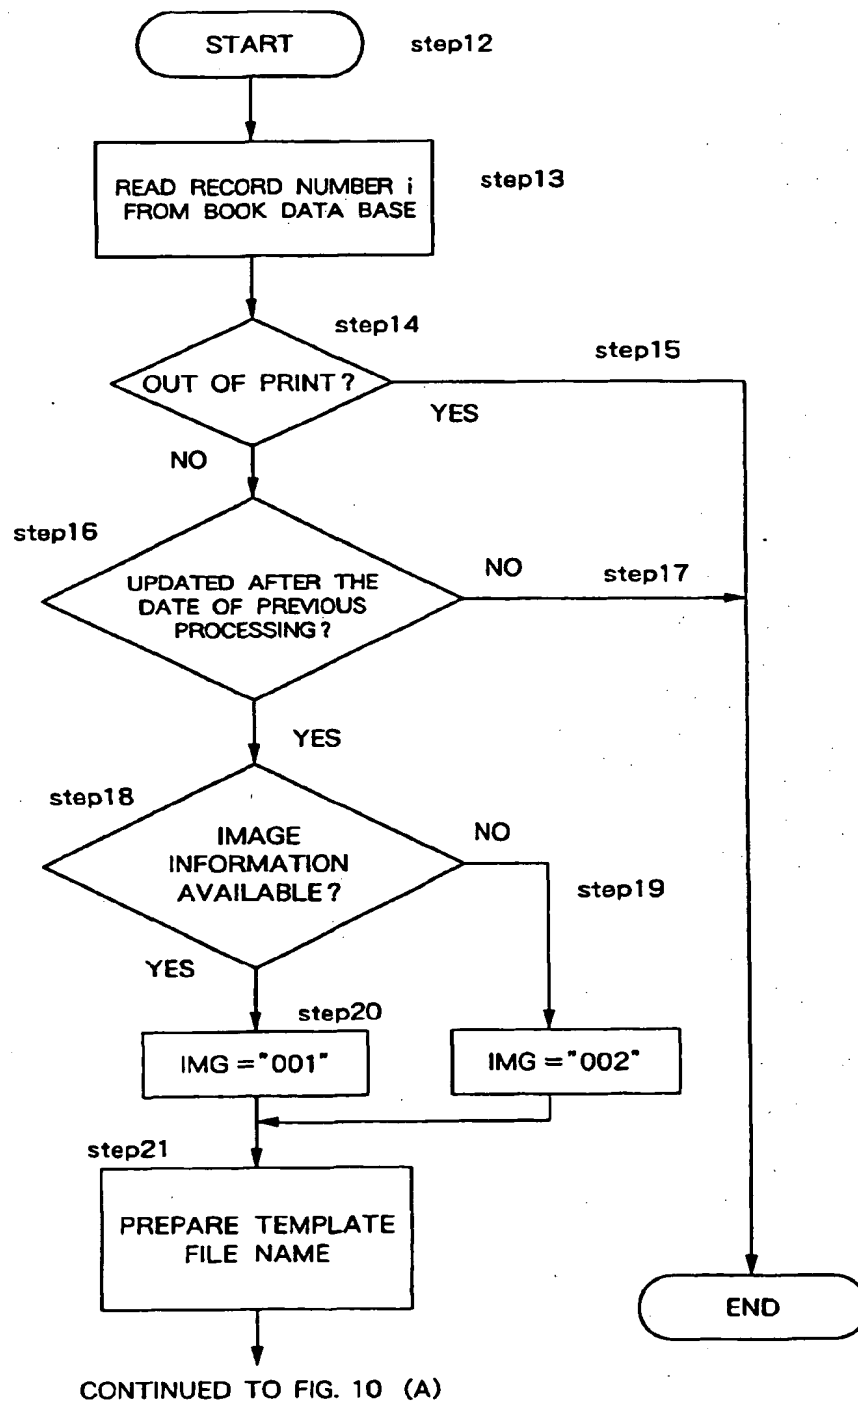 START
step12
READ RECORD NUMBER i
FROM BOOK DATA BASE
step13
step14
OUT OF PRINT?
step15
YES
NO
step16
UPDATED AFTER THE
DATE OF PREVIOUS
PROCESSING?
NO
step17
YES
step18
IMAGE
INFORMATION
AVAILABLE?
NO
step19
YES
step20
IMG="001"
IMG="002"
step21
PREPARE TEMPLATE
FILE NAME
END
CONTINUED TO FIG. 10 (A)